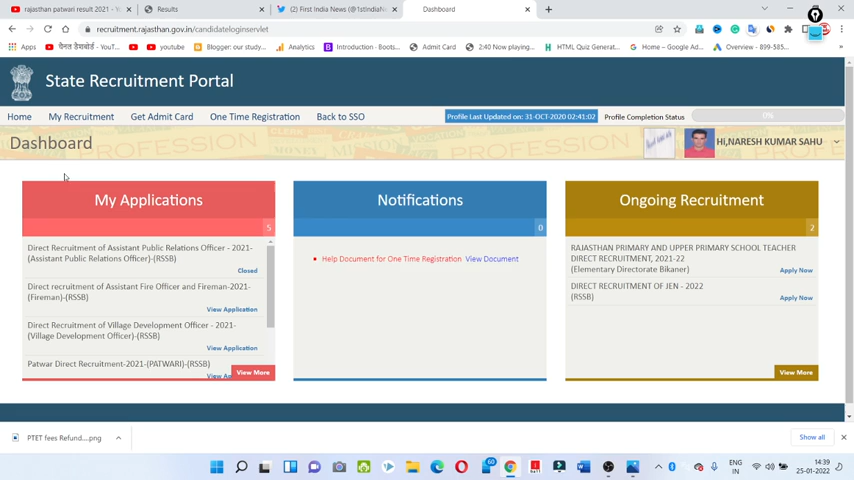 rajasthan patwari result 2021 - Y
Results
(2) First India News (@1stIndiaN
Dashboard
recruitment.rajasthan.gov.in/candidateloginservlet
Apps
पेनल डैशबोर्ड-
YouTube
youtube
Blogger: our study...
Analytics
Introduction · Boots...
Admit Card
2:40 Now playing...
HTML Quiz Generat...
Home – Google Ad...
Overview - 899-585...
State Recruitment Portal
Home
My Recruitment
Get Admit Card
One Time Registration
Back to SSO
Profile Last Updated on: 31-OCT-2020 02:41:02
Profile Completion Status
0%
Dashboard
Hi,NARESH KUMAR SAHU
My Applications
5
Direct Recruitment of Assistant Public Relations Officer - 2021-
(Assistant Public Relations Officer)-(RSSB)
Closed
Direct recruitment of Assistant Fire Officer and Fireman-2021-
(Fireman)-(RSSB)
View Application
Direct Recruitment of Village Development Officer - 2021-
(Village Development Officer)-(RSSB)
View Application
Patwar Direct Recruitment-2021-(PATWARI)-(RSSB)
View Ap
View More
Notifications
0
Help Document for One Time Registration View Document
Ongoing Recruitment
2
RAJASTHAN PRIMARY AND UPPER PRIMARY SCHOOL TEACHER
DIRECT RECRUITMENT, 2021-22
(Elementary Directorate Bikaner)
Apply Now
DIRECT RECRUITMENT OF JEN - 2022
(RSSB)
Apply Now
View More
PTET fees Refund....png
Show all
60
ENG
IN
14:39
25-01-2022